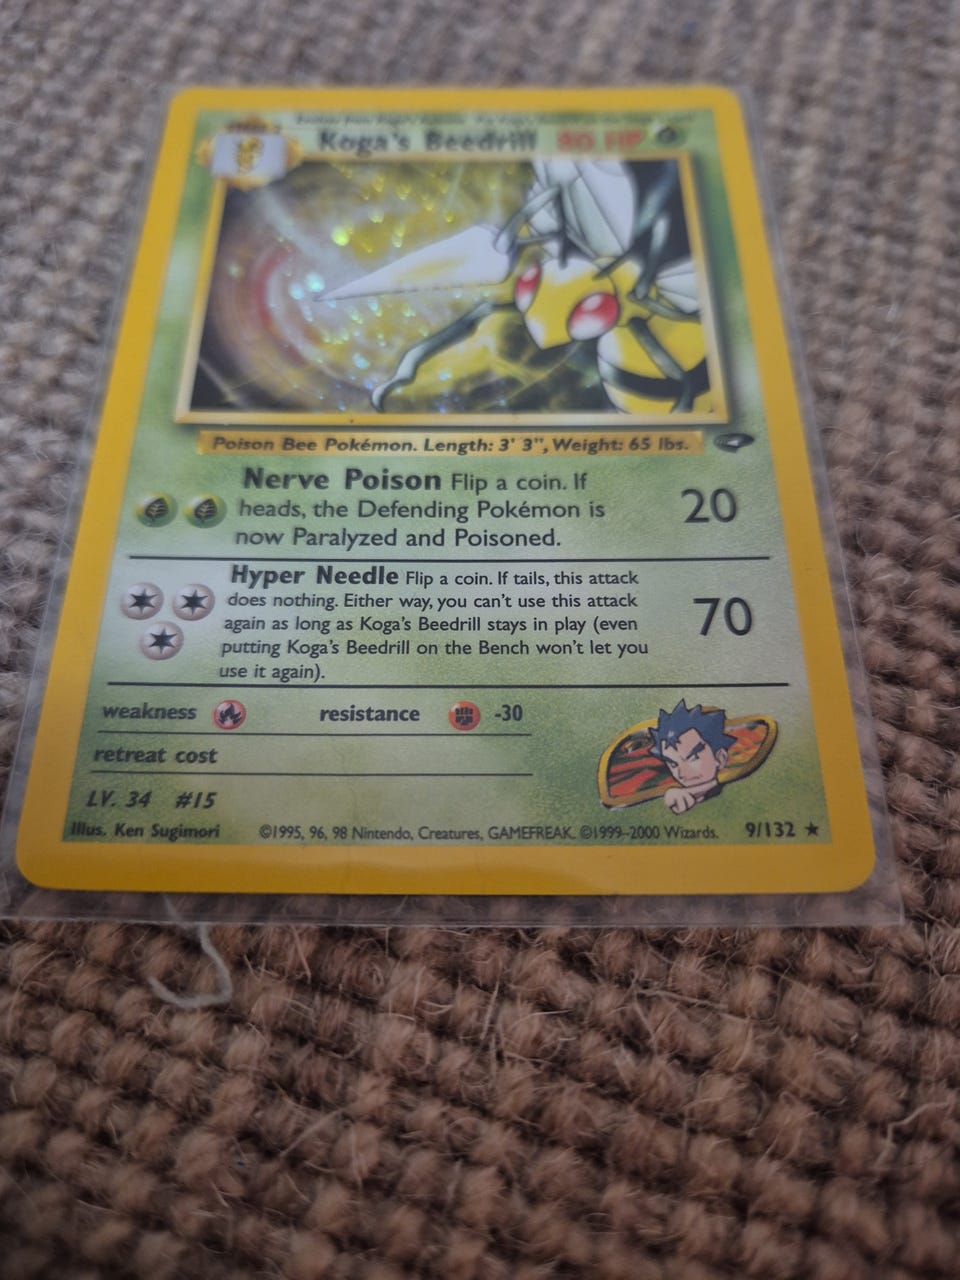 Koga's Beedrill 80 HP
Poison Bee Pokémon. Length: 3' 3", Weight: 65 lbs.
Nerve Poison Flip a coin. If
heads, the Defending Pokémon is
now Paralyzed and Poisoned.
20
Hyper Needle Flip a coin. If tails, this attack
does nothing. Either way, you can't use this attack
again as long as Koga's Beedrill stays in play (even
putting Koga's Beedrill on the Bench won't let you
use it again).
70
weakness
resistance
-30
retreat cost
LV. 34 #15
Illus. Ken Sugimori
©1995, 96, 98 Nintendo, Creatures, GAMEFREAK. ©1999–2000 Wizards.
9/132 ★